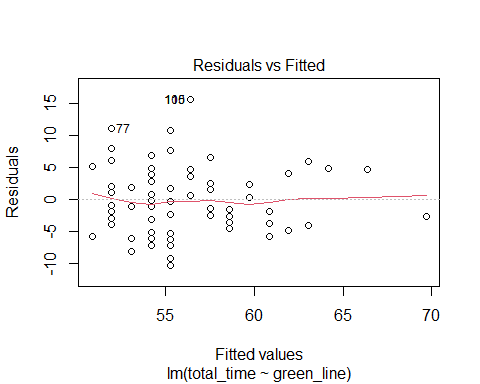 Residuals vs Fitted
Residuals
15
10
5
0
-5
-10
77
55
60
65
70
Fitted values
lm(total_time ~ green_line)